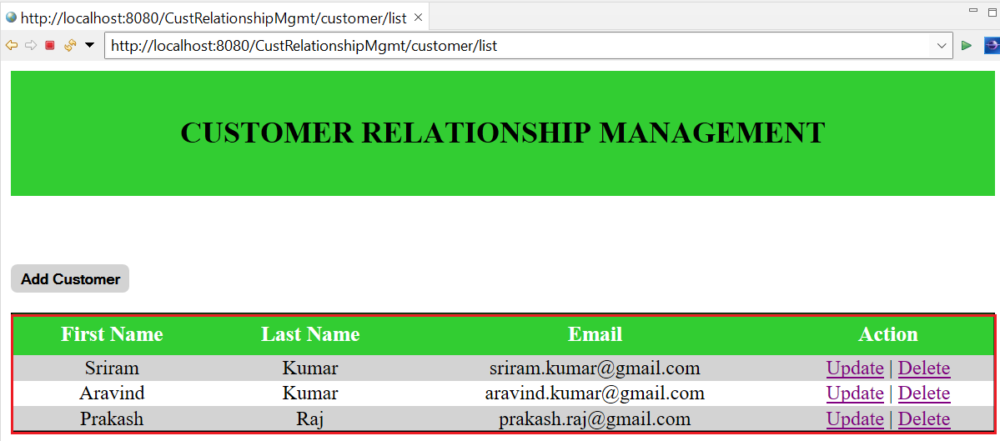 http://localhost:8080/CustRelationshipMgmt/customer/list
http://localhost:8080/CustRelationshipMgmt/customer/list
CUSTOMER RELATIONSHIP MANAGEMENT
Add Customer
First Name Last Name Email Action
Sriram Kumar sriram.kumar@gmail.com Update | Delete
Aravind Kumar aravind.kumar@gmail.com Update | Delete
Prakash Raj prakash.raj@gmail.com Update | Delete